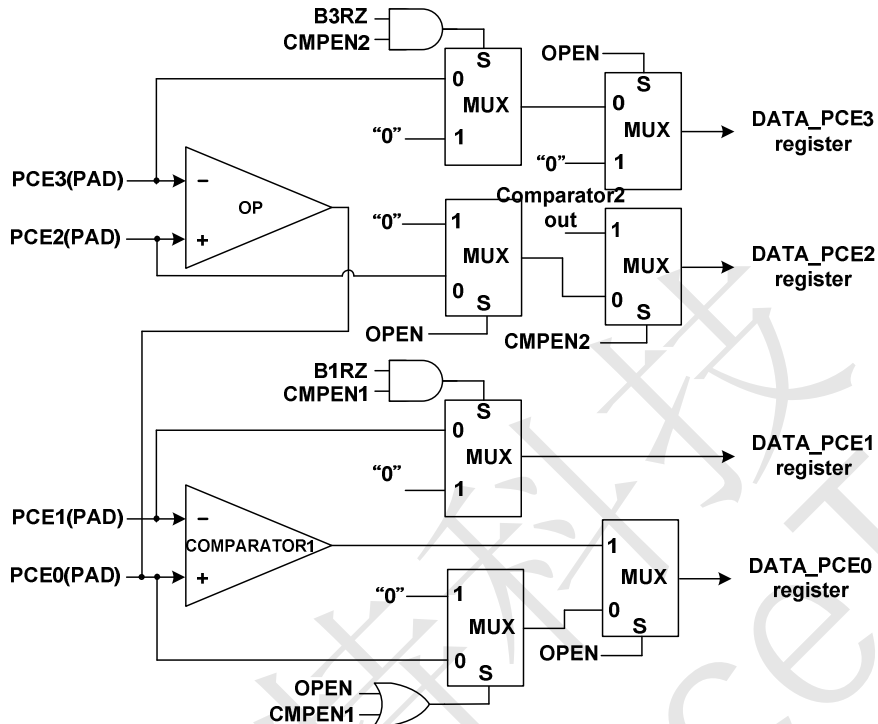 B3RZ
CMPEN2
S
0
MUX
"0"
1
OPEN
S
0
MUX
"0"
1
DATA_PCE3
register
PCE3(PAD)
−
OP
PCE2(PAD)
+
"0"
1
MUX
0
S
OPEN
Comparator2
out
1
MUX
0
S
CMPEN2
DATA_PCE2
register
B1RZ
CMPEN1
S
0
MUX
"0"
1
DATA_PCE1
register
PCE1(PAD)
−
COMPARATOR1
PCE0(PAD)
+
"0"
1
MUX
0
S
OPEN
CMPEN1
1
MUX
0
S
OPEN
DATA_PCE0
register
科技